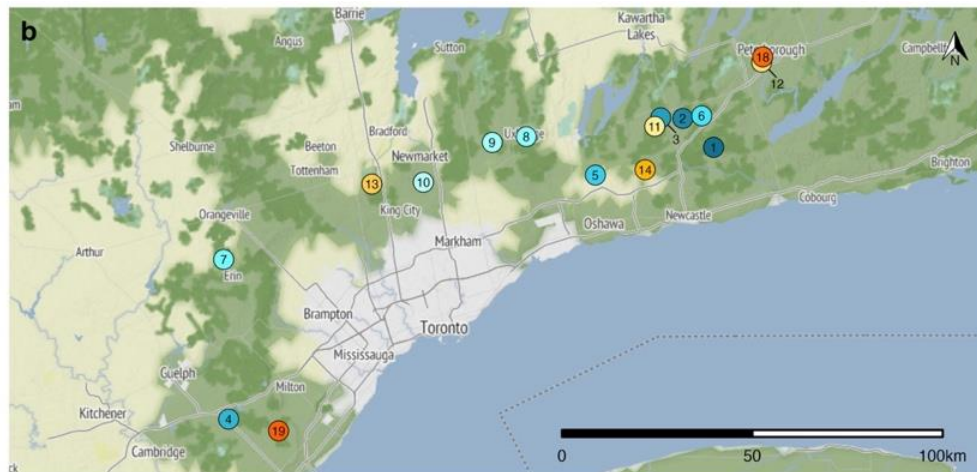 b
Barrie
Angus
Sutton
Kawartha
Lakes
Peterborough
Campbellf
18
N
12
Shelburne
Beeton
Bradford
Uxbridge
9
8
11
2
6
3
1
Tottenham
Newmarket
13
10
5
14
Brighton
Orangeville
King City
Cobourg
Oshawa
Newcastle
Arthur
Markham
7
Erin
Brampton
Toronto
Mississauga
Guelph
Milton
Kitchener
4
19
Cambridge
0
50
100km